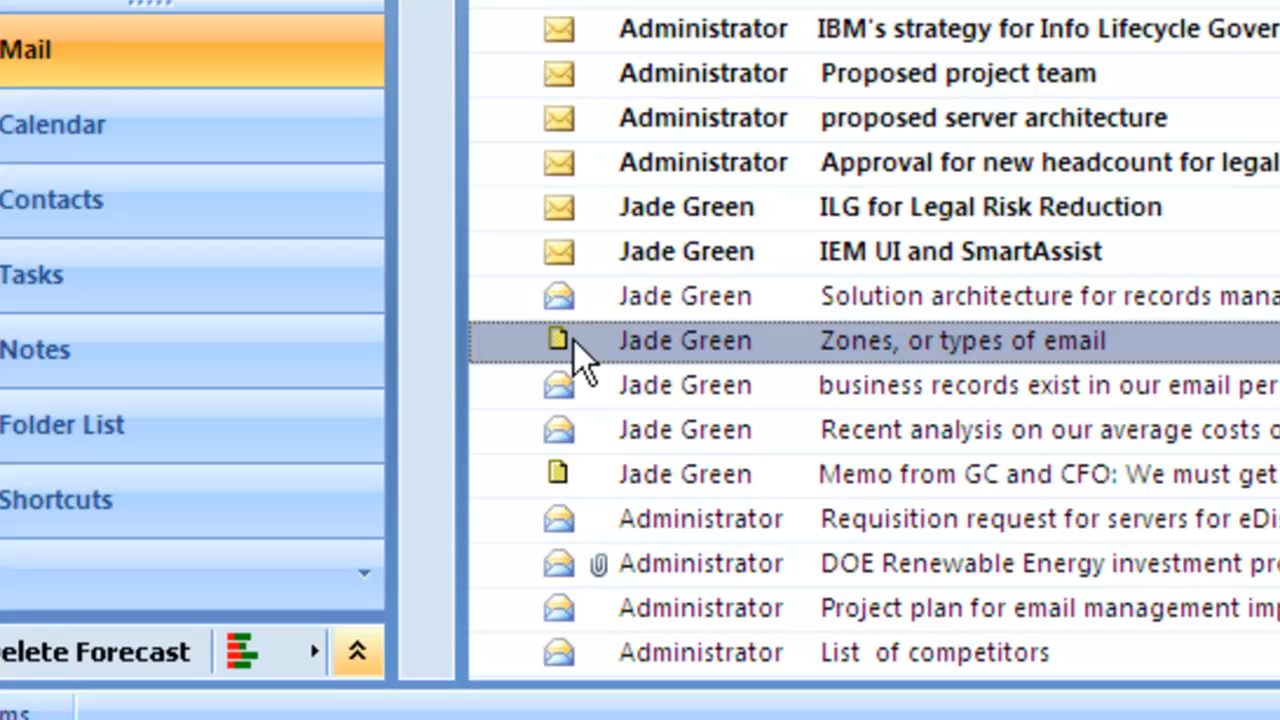 Mail
Calendar
Contacts
Tasks
Notes
Folder List
Shortcuts
elete Forecast
ms
Administrator IBM's strategy for Info Lifecycle Gover
Administrator Proposed project team
Administrator proposed server architecture
Administrator Approval for new headcount for legal
Jade Green ILG for Legal Risk Reduction
Jade Green IEM UI and SmartAssist
Jade Green Solution architecture for records mana
Jade Green Zones, or types of email
Jade Green business records exist in our email per
Jade Green Recent analysis on our average costs o
Jade Green Memo from GC and CFO: We must get
Administrator Requisition request for servers for eDis
Administrator DOE Renewable Energy investment pro
Administrator Project plan for email management imp
Administrator List of competitors